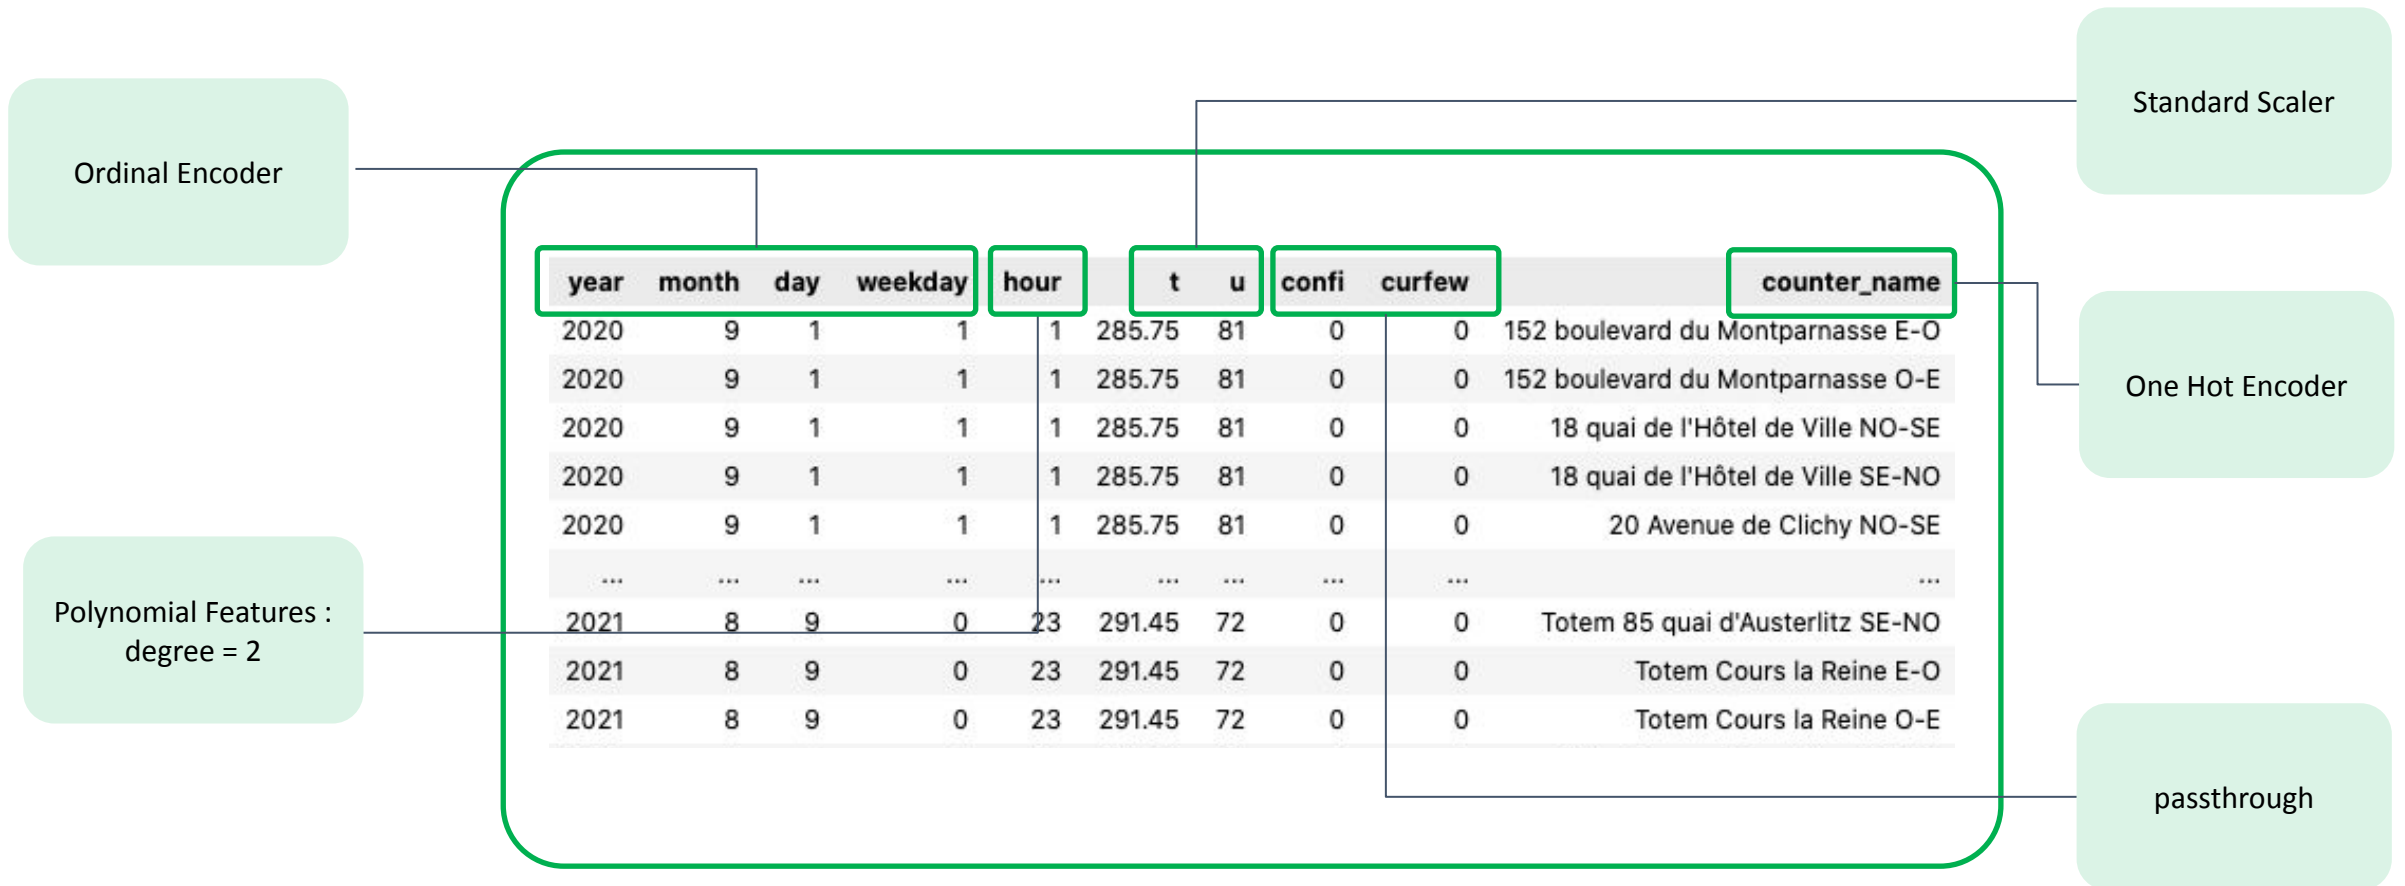 Standard Scaler
Ordinal Encoder
year month day weekday hour t u confi curfew counter_name
2020 9 1 1 1 285.75 81 0 0 152 boulevard du Montparnasse E-O
2020 9 1 1 1 285.75 81 0 0 152 boulevard du Montparnasse O-E
2020 9 1 1 1 285.75 81 0 0 18 quai de l'Hôtel de Ville NO-SE
2020 9 1 1 1 285.75 81 0 0 18 quai de l'Hôtel de Ville SE-NO
2020 9 1 1 1 285.75 81 0 0 20 Avenue de Clichy NO-SE
... ... ... ... ... ... ... ... ... ...
2021 8 9 0 23 291.45 72 0 0 Totem 85 quai d'Austerlitz SE-NO
2021 8 9 0 23 291.45 72 0 0 Totem Cours la Reine E-O
2021 8 9 0 23 291.45 72 0 0 Totem Cours la Reine O-E
One Hot Encoder
Polynomial Features :
degree = 2
passthrough